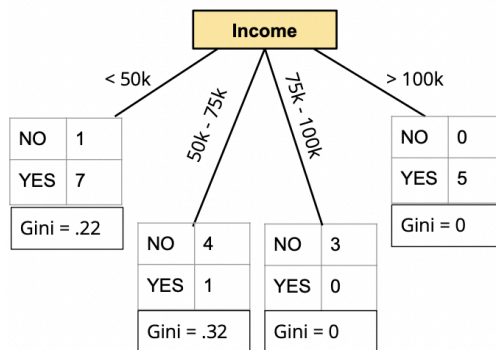 Income
< 50k
50k - 75k
75k - 100k
> 100k
NO 1
YES 7
Gini = .22
NO 4
YES 1
Gini = .32
NO 3
YES 0
Gini = 0
NO 0
YES 5
Gini = 0